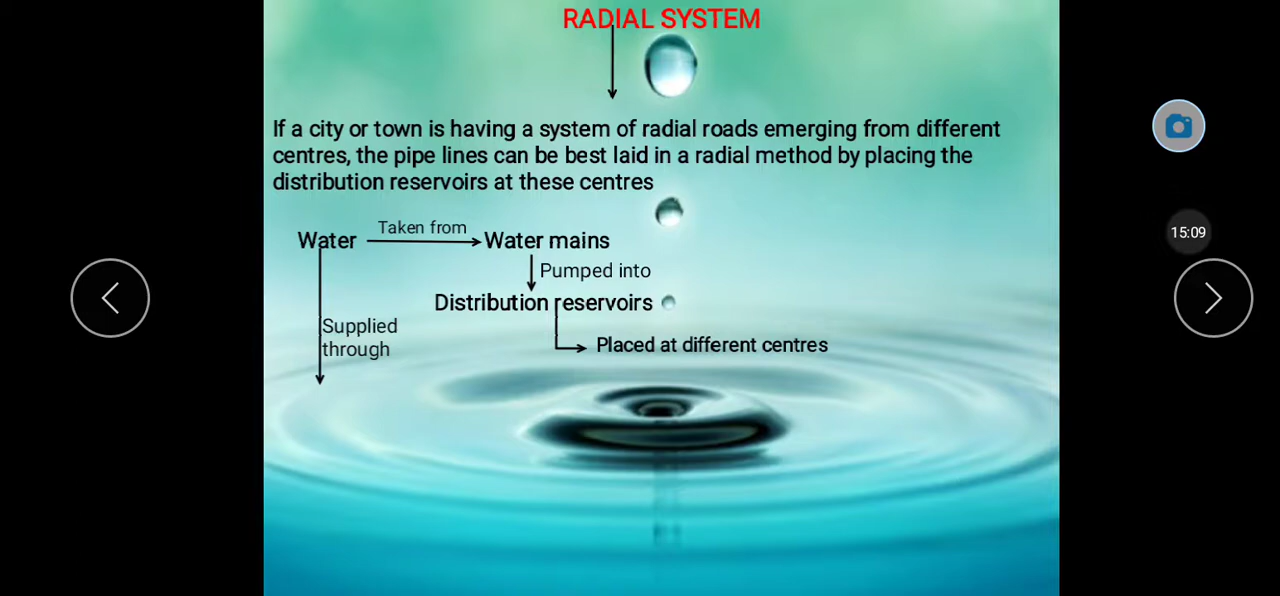 RADIAL SYSTEM
If a city or town is having a system of radial roads emerging from different
centres, the pipe lines can be best laid in a radial method by placing the
distribution reservoirs at these centres
Water
Taken from
Water mains
Pumped into
Distribution reservoirs
Placed at different centres
Supplied
through
15:09